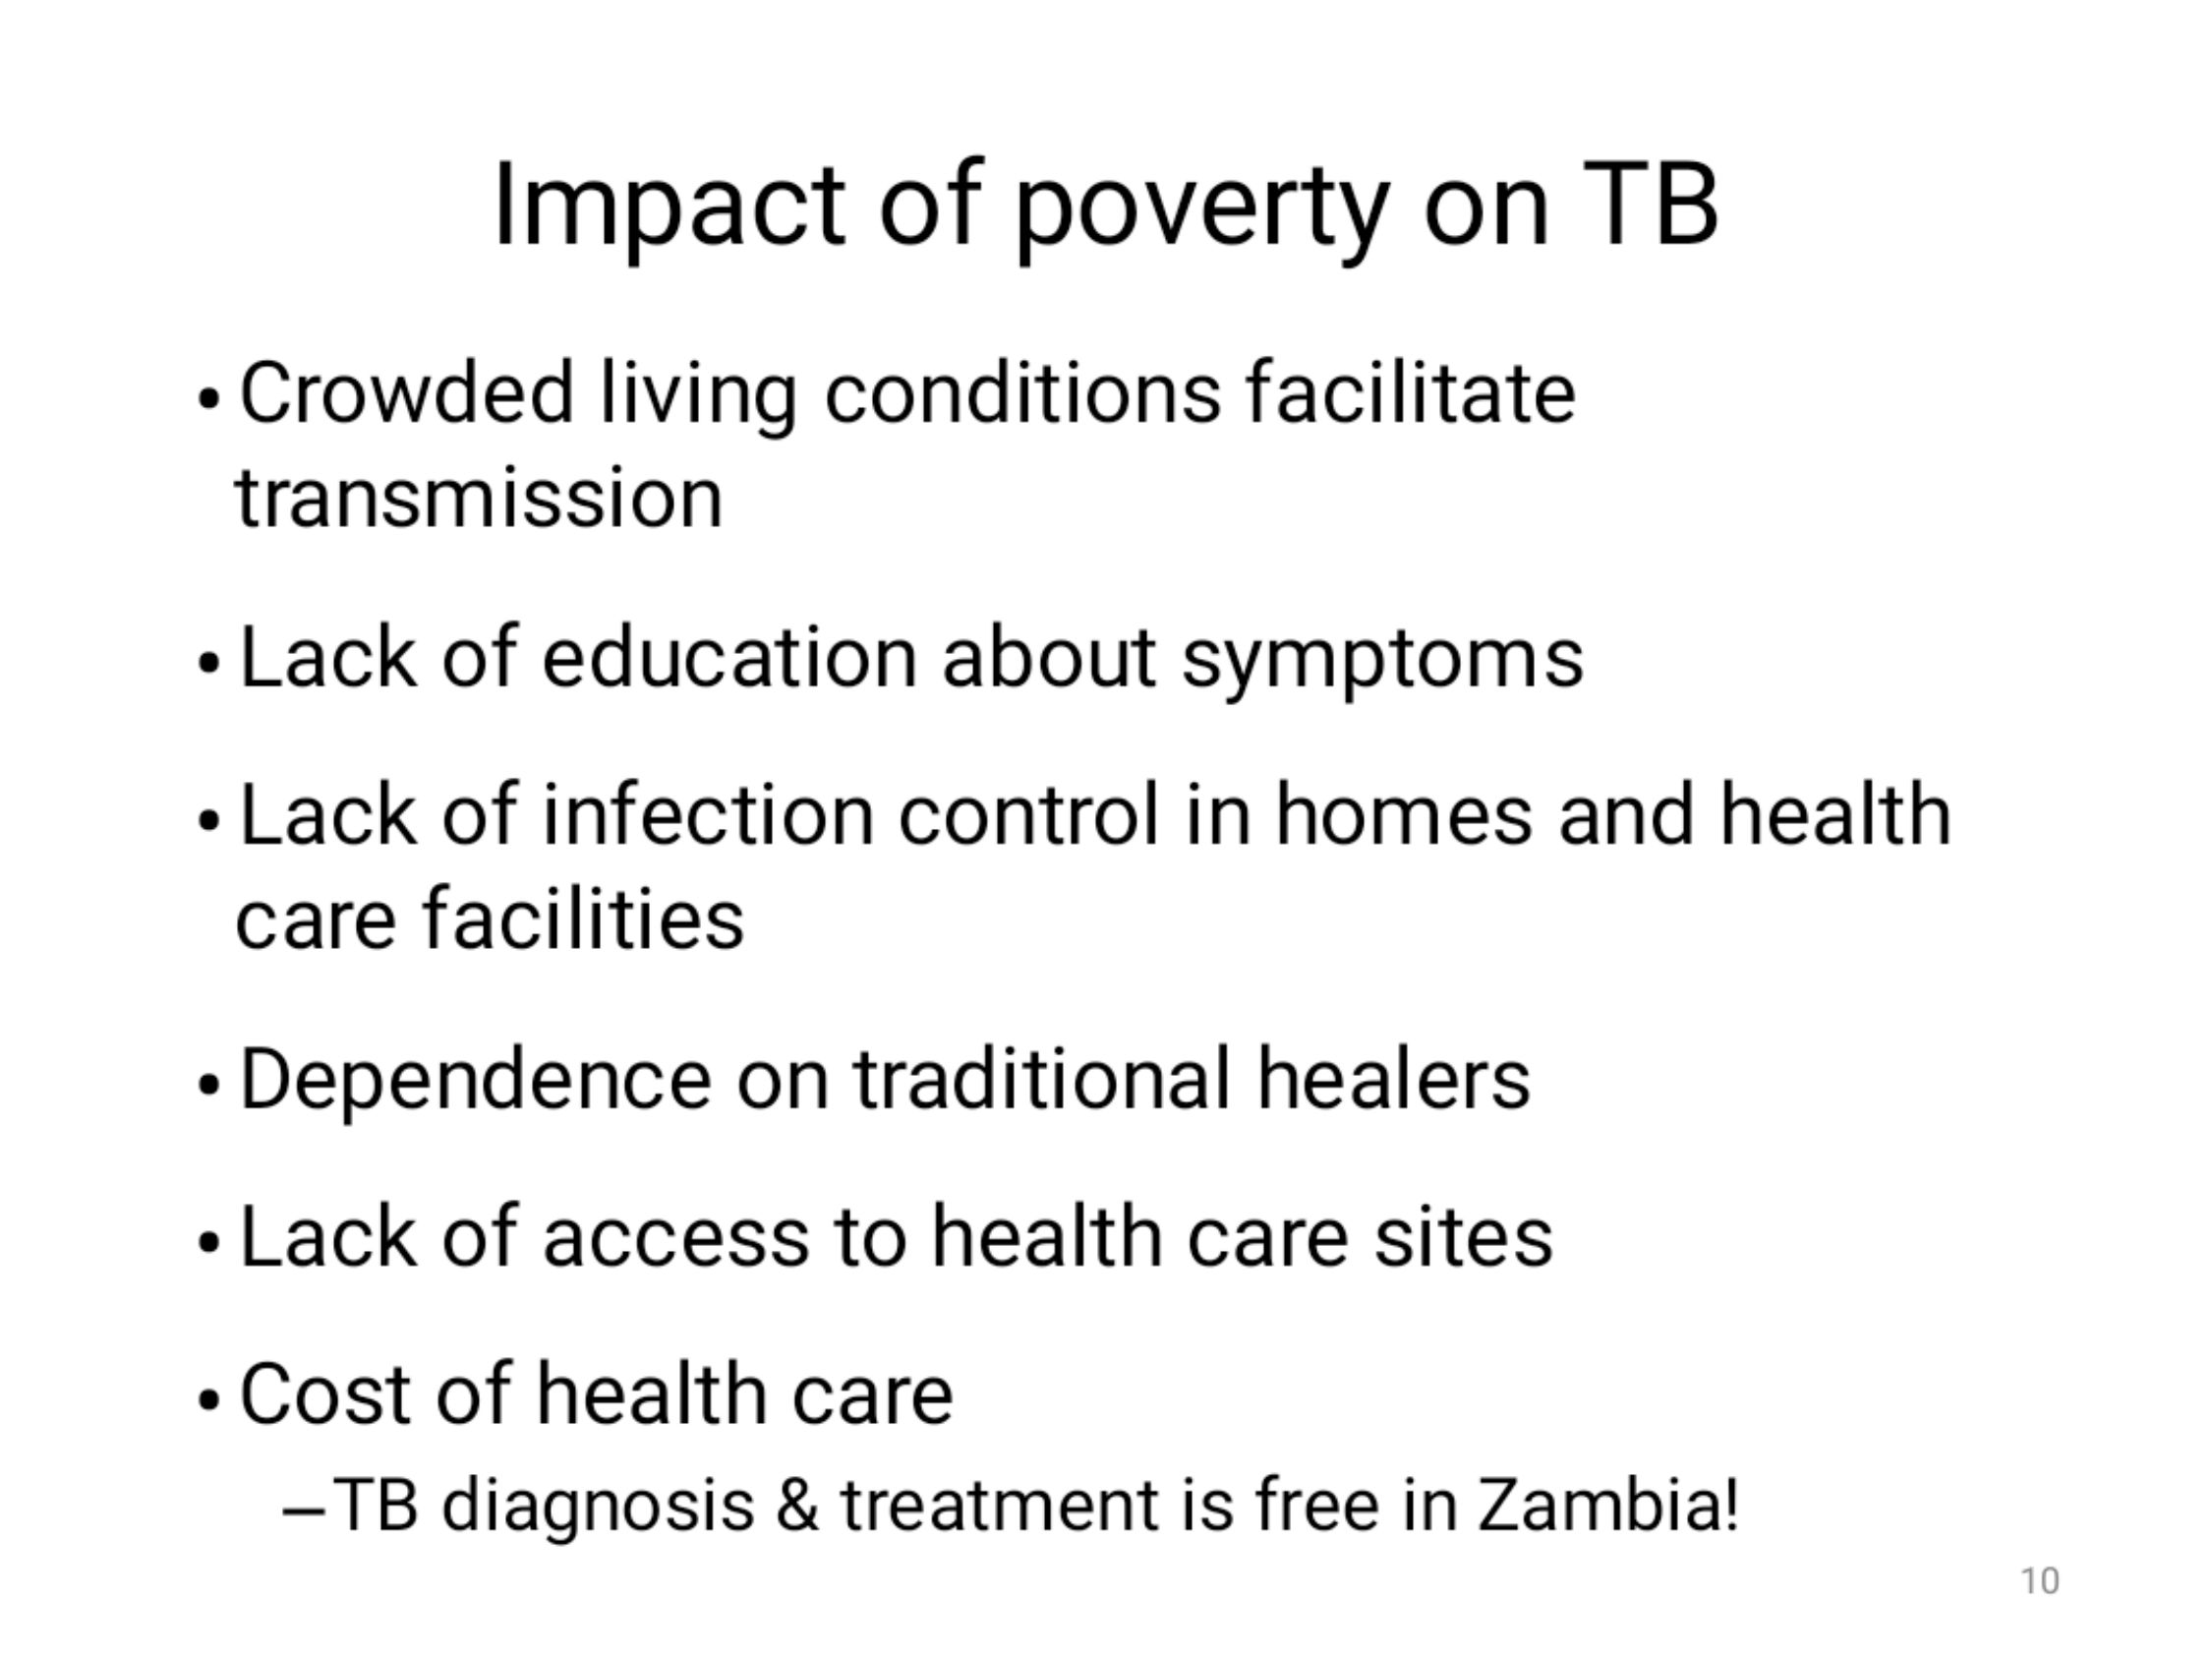 Impact of poverty on TB
• Crowded living conditions facilitate
transmission
• Lack of education about symptoms
• Lack of infection control in homes and health
care facilities
• Dependence on traditional healers
• Lack of access to health care sites
• Cost of health care
–TB diagnosis & treatment is free in Zambia!
10